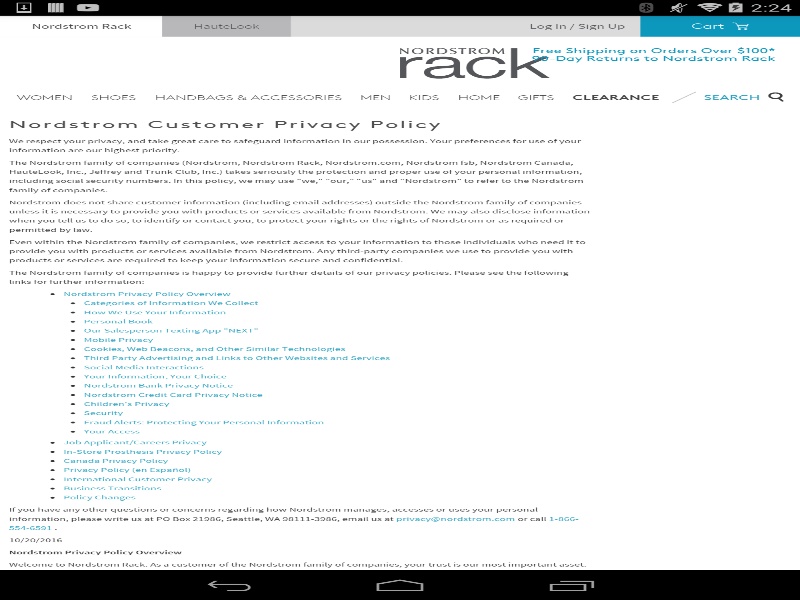 2:24
Nordstrom Rack
HauteLook
Log In / Sign Up
Cart
NORDSTROM
rack
Free Shipping on Orders Over $100*
90 Day Returns to Nordstrom Rack
WOMEN SHOES HANDBAGS & ACCESSORIES MEN KIDS HOME GIFTS CLEARANCE SEARCH
Nordstrom Customer Privacy Policy
We respect your privacy, and take great care to safeguard information in our possession. Your preferences for use of your
information are our highest priority.
The Nordstrom family of companies (Nordstrom, Nordstrom Rack, Nordstrom.com, Nordstrom fsb, Nordstrom Canada,
HauteLook, Inc., Jeffrey and Trunk Club, Inc.) takes seriously the protection and proper use of your personal information,
including social security numbers. In this policy, we may use "we," "our," "us" and "Nordstrom" to refer to the Nordstrom
family of companies.
Nordstrom does not share customer information (including email addresses) outside the Nordstrom family of companies
unless it is necessary to provide you with products or services available from Nordstrom. We may also disclose information
when you tell us to do so, to identify or contact you, to protect your rights or the rights of Nordstrom or as required or
permitted by law.
Even within the Nordstrom family of companies, we restrict access to your information to those individuals who need it to
provide you with products or services available from Nordstrom. Any third-party companies we use to provide you with
products or services are required to keep your information secure and confidential.
The Nordstrom family of companies is happy to provide further details of our privacy policies. Please see the following
links for further information:
Nordstrom Privacy Policy Overview
Categories of Information We Collect
How We Use Your Information
Personal Book
Our Salesperson Texting App "NEXT"
Mobile Privacy
Cookies, Web Beacons, and Other Similar Technologies
Third Party Advertising and Links to Other Websites and Services
Social Media Interactions
Your Information, Your Choice
Nordstrom Bank Privacy Notice
Nordstrom Credit Card Privacy Notice
Children's Privacy
Security
Fraud Alerts: Protecting Your Personal Information
Your Access
Job Applicant/Careers Privacy
In-Store Prosthesis Privacy Policy
Canada Privacy Policy
Privacy Policy (en Español)
International Customer Privacy
Business Transitions
Policy Changes
If you have any other questions or concerns regarding how Nordstrom manages, accesses or uses your personal
information, please write us at PO Box 21986, Seattle, WA 98111-3986, email us at privacy@nordstrom.com or call 1-866-
554-6591 .
10/20/2016
Nordstrom Privacy Policy Overview
Welcome to Nordstrom Rack. As a customer of the Nordstrom family of companies, your trust is our most important asset.